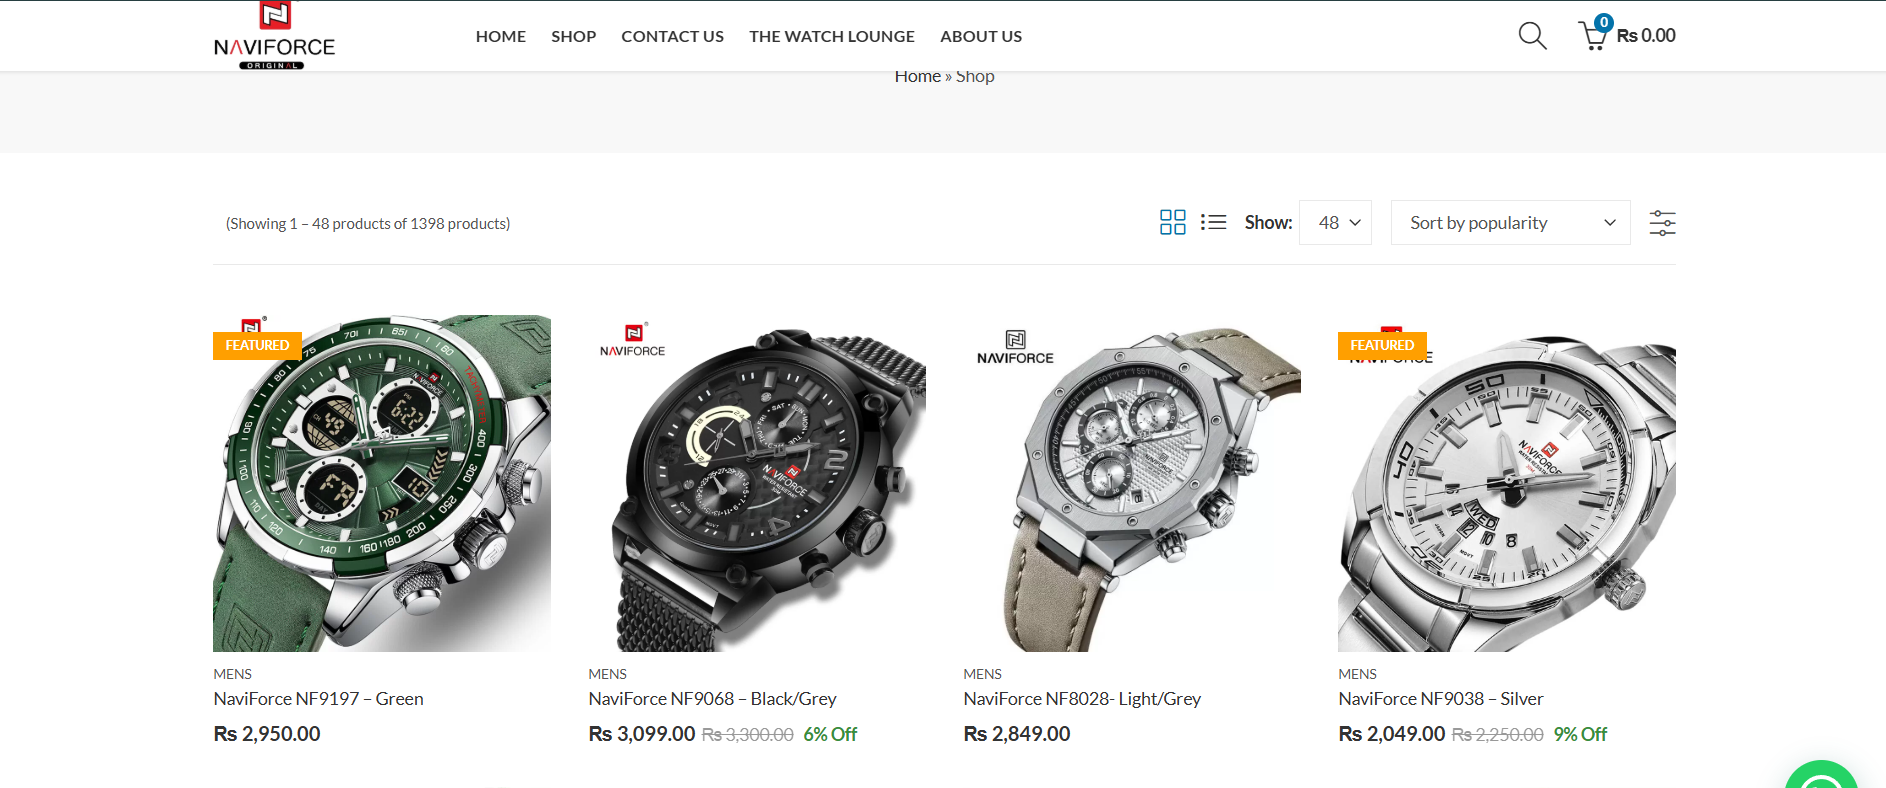 NAVIFORCE
ORIGINAL
HOME SHOP CONTACT US THE WATCH LOUNGE ABOUT US
0
Rs 0.00
Home » Shop
(Showing 1 – 48 products of 1398 products)
Show: 48 Sort by popularity
FEATURED
NAVIFORCE
NAVIFORCE
FEATURED
MENS
NaviForce NF9197 – Green
Rs 2,950.00
MENS
NaviForce NF9068 – Black/Grey
Rs 3,099.00 Rs 3,300.00 6% Off
MENS
NaviForce NF8028- Light/Grey
Rs 2,849.00
MENS
NaviForce NF9038 – Silver
Rs 2,049.00 Rs 2,250.00 9% Off